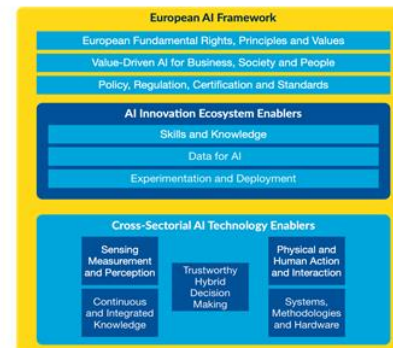 European AI Framework
European Fundamental Rights, Principles and Values
Value-Driven AI for Business, Society and People
Policy, Regulation, Certification and Standards
AI Innovation Ecosystem Enablers
Skills and Knowledge
Data for AI
Experimentation and Deployment
Cross-Sectorial AI Technology Enablers
Sensing
Measurement
and Perception
Continuous
and Integrated
Knowledge
Trustworthy
Hybrid
Decision
Making
Physical and
Human Action
and Interaction
Systems,
Methodologies
and Hardware